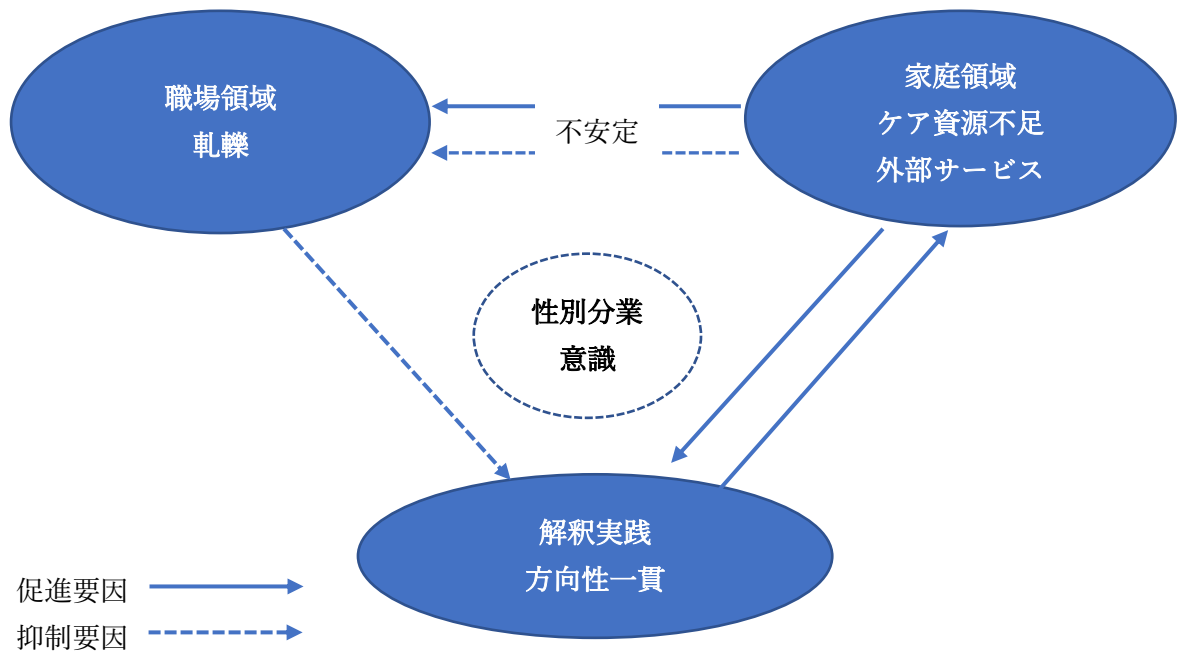 職場領域
軋轢
不安定
家庭領域
ケア資源不足
外部サービス
性別分業
意識
解釈実践
方向性一貫
促進要因
抑制要因